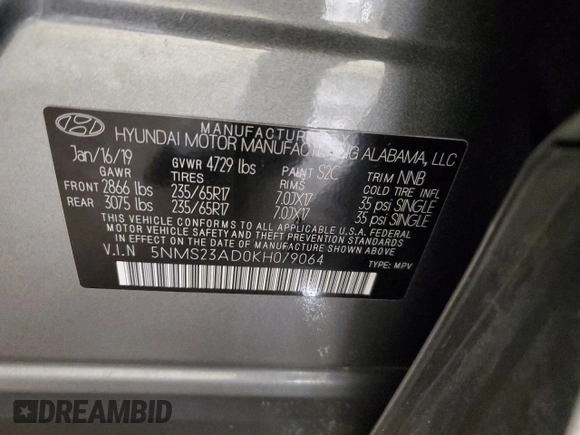 MANUFACTUR
HYUNDAI MOTOR MANUFACTURING ALABAMA, LLC
Jan/16/19 GVWR 4729 lbs PAINT S2C TRIM NNB
GAWR TIRES RIMS COLD TIRE INFL
FRONT 2866 lbs 235/65R17 7.0JX17 35 psi SINGLE
REAR 3075 lbs 235/65R17 7.0JX17 35 psi SINGLE
THIS VEHICLE CONFORMS TO ALL APPLICABLE U.S.A. FEDERAL
MOTOR VEHICLE SAFETY AND THEFT PREVENTION STANDARDS
IN EFFECT ON THE DATE OF MANUFACTURE SHOWN ABOVE.
V.I.N 5NMS23AD0KH079064
TYPE: MPV
DREAMBID